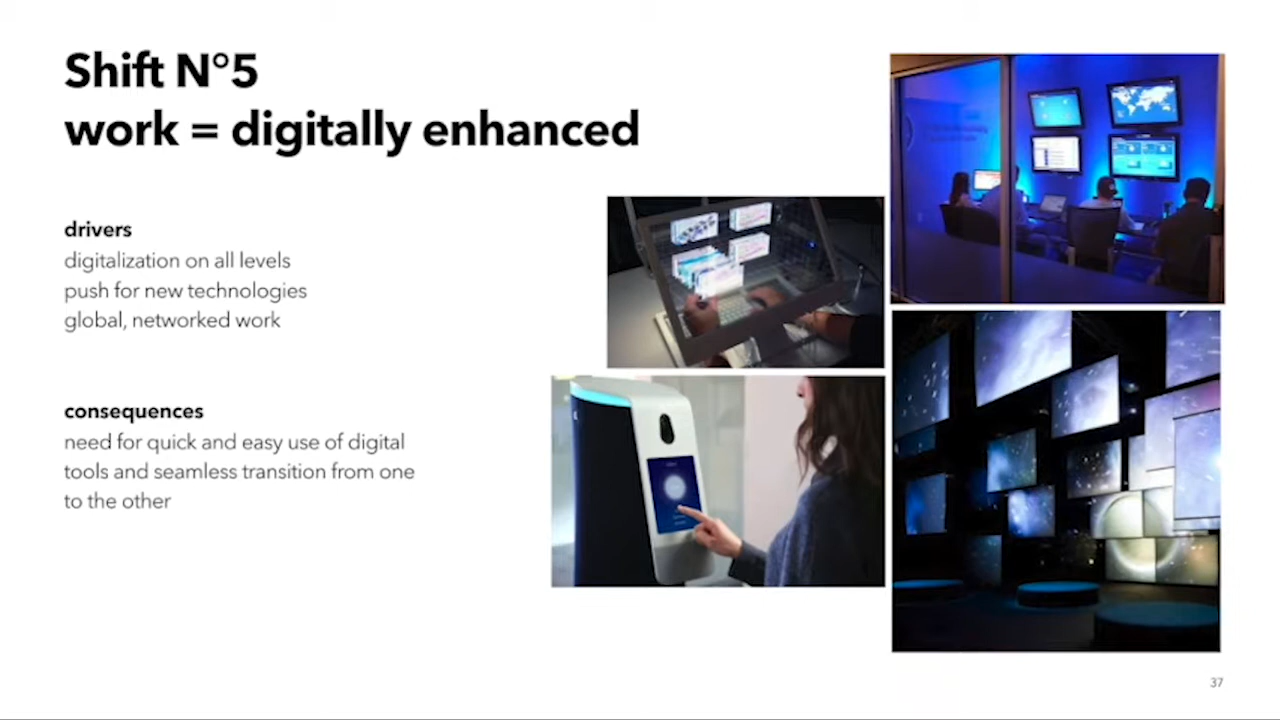 Shift N°5
work = digitally enhanced
drivers
digitalization on all levels
push for new technologies
global, networked work
consequences
need for quick and easy use of digital
tools and seamless transition from one
to the other
37